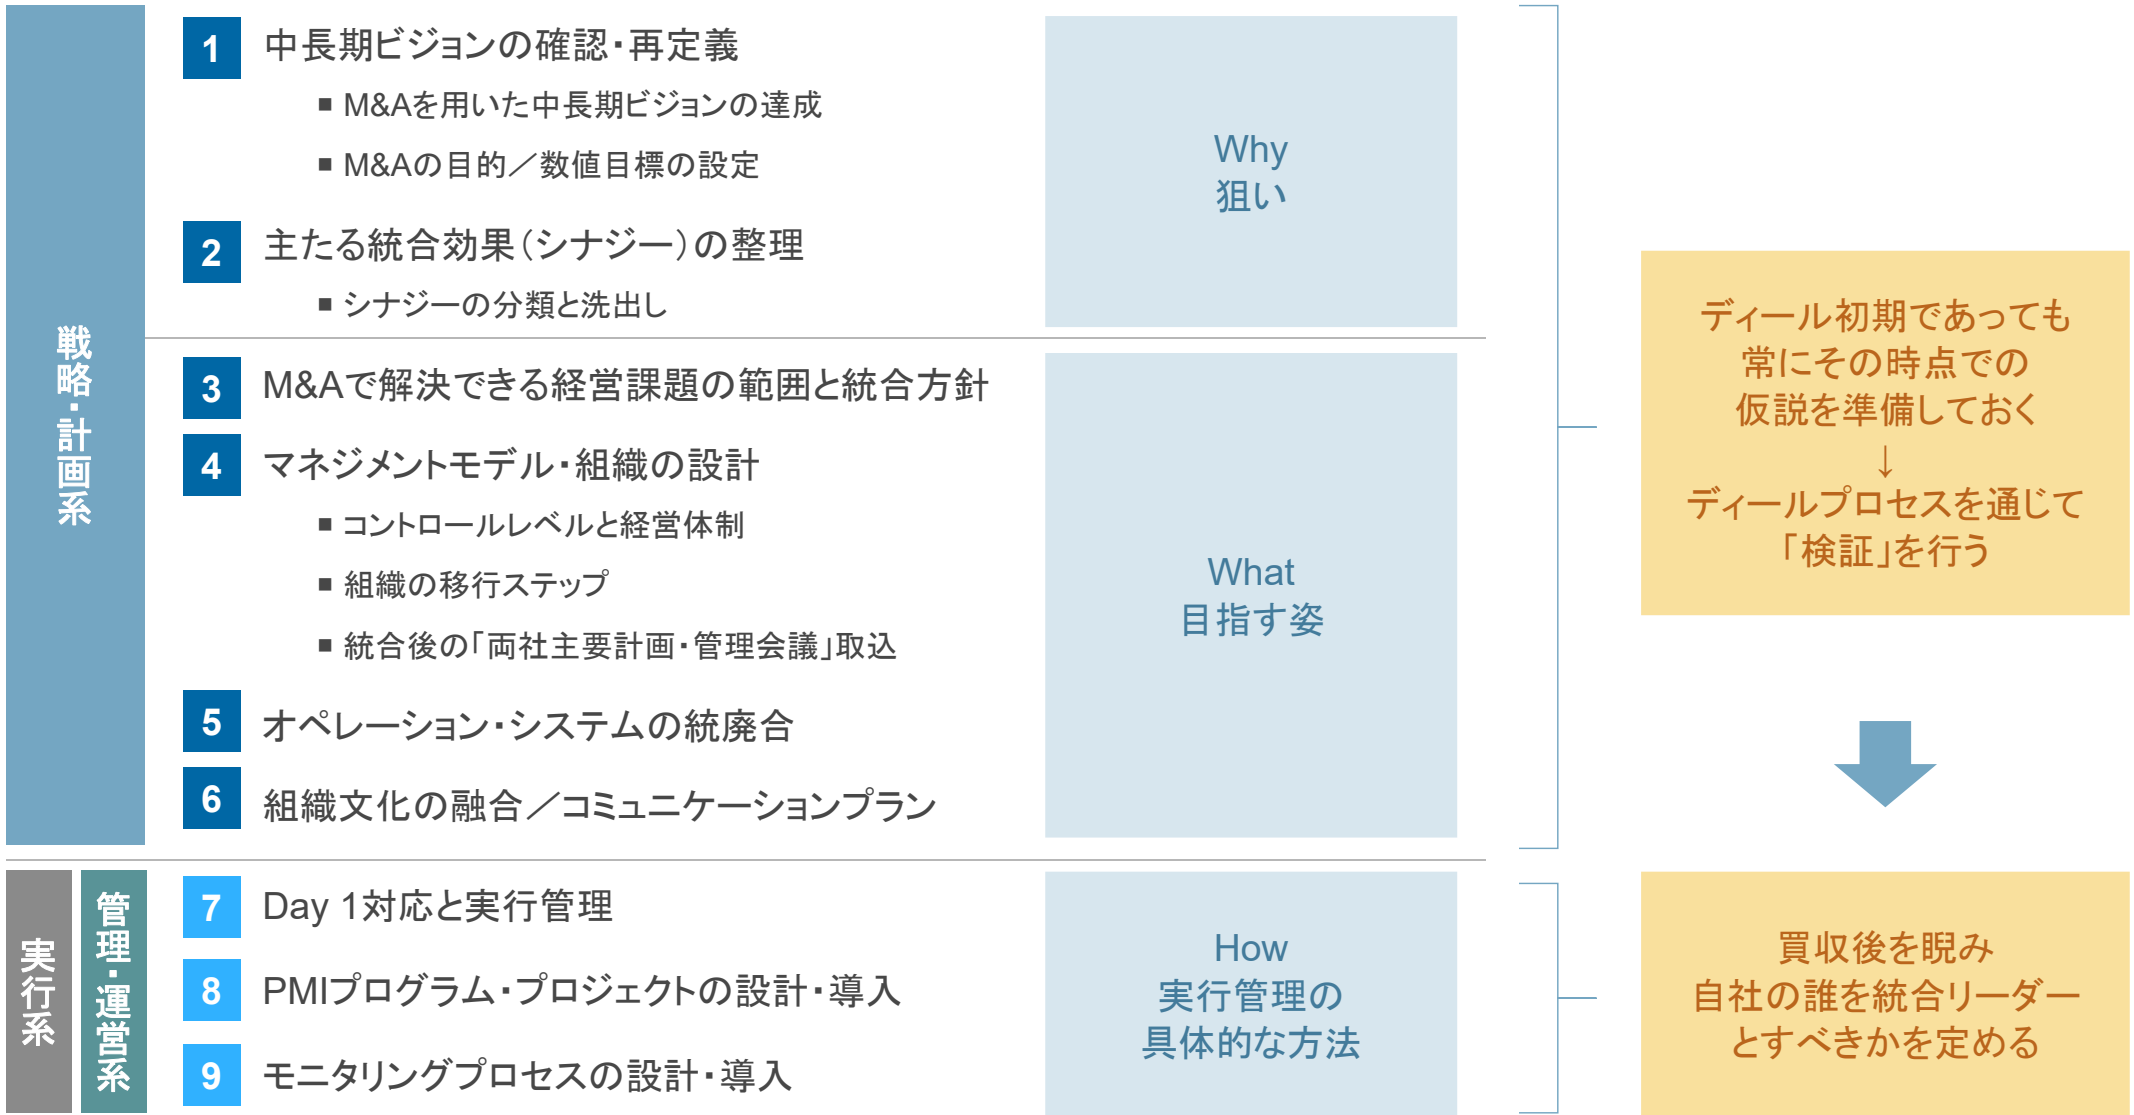 戦略・計画系
1 中長期ビジョンの確認・再定義
■ M&Aを用いた中長期ビジョンの達成
■ M&Aの目的／数値目標の設定
2 主たる統合効果（シナジー）の整理
■ シナジーの分類と洗出し
Why
狙い
3 M&Aで解決できる経営課題の範囲と統合方針
4 マネジメントモデル・組織の設計
■ コントロールレベルと経営体制
■ 組織の移行ステップ
■ 統合後の「両社主要計画・管理会議」取込
5 オペレーション・システムの統廃合
6 組織文化の融合／コミュニケーションプラン
What
目指す姿
ディール初期であっても
常にその時点での
仮説を準備しておく
↓
ディールプロセスを通じて
「検証」を行う
実行系
管理・運営系
7 Day 1対応と実行管理
8 PMIプログラム・プロジェクトの設計・導入
9 モニタリングプロセスの設計・導入
How
実行管理の
具体的な方法
買収後を睨み
自社の誰を統合リーダー
とすべきかを定める